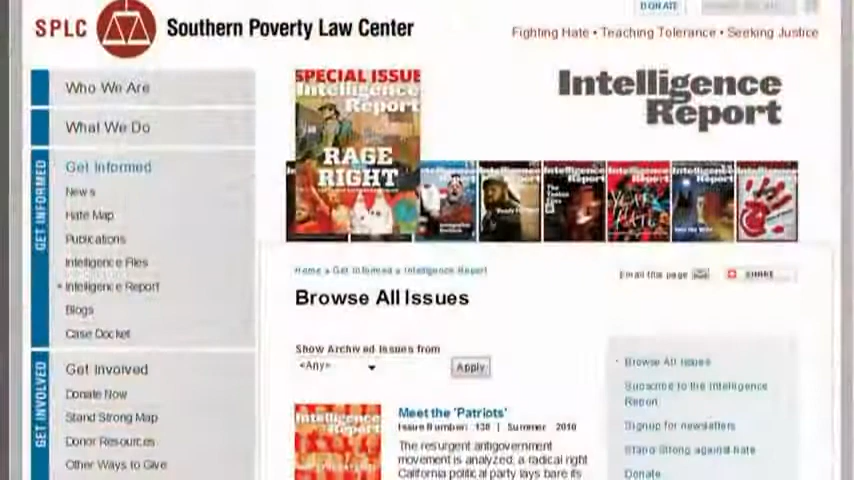 SPLC
Southern Poverty Law Center
DONATE
Fighting Hate • Teaching Tolerance • Seeking Justice
Who We Are
What We Do
GET INFORMED
Get Informed
News
Hate Map
Publications
Intelligence Files
Intelligence Report
Blogs
Case Docket
GET INVOLVED
Get Involved
Donate Now
Stand Strong Map
Donor Resources
Other Ways to Give
SPECIAL ISSUE
Intelligence
Report
RAGE
RIGHT
Intelligence
Report
Home » Get Informed » Intelligence Report
Email this page
SHARE
Browse All Issues
Show Archived Issues from
<Any>
Apply
Intelligence
Report
Meet the 'Patriots'
Issue Number: 138 | Summer 2010
The resurgent antigovernment
movement is analyzed, a radical right
California political party lays bare its
Browse All Issues
Subscribe to the Intelligence
Report
Signup for newsletters
Stand Strong against hate
Donate